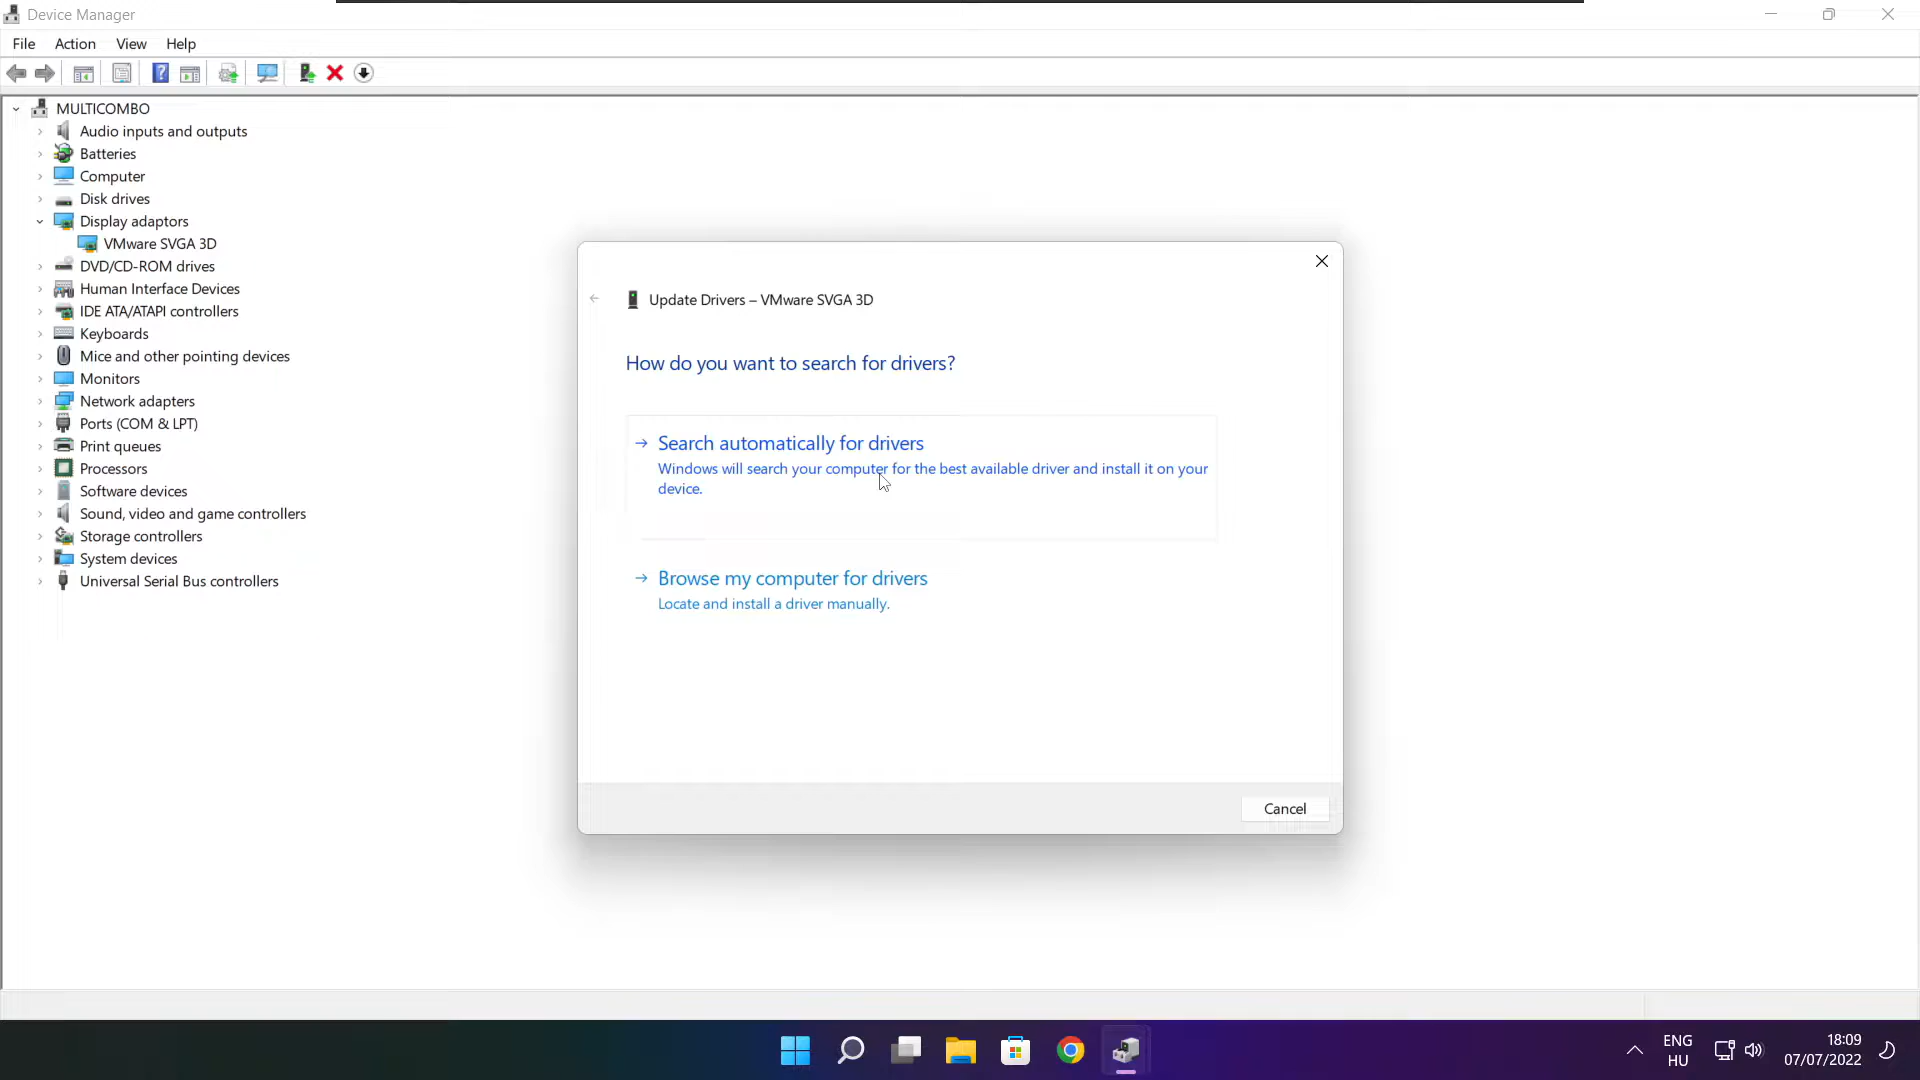 Device Manager
File Action View Help
MULTICOMBO
Audio inputs and outputs
Batteries
Computer
Disk drives
Display adaptors
VMware SVGA 3D
DVD/CD-ROM drives
Human Interface Devices
IDE ATA/ATAPI controllers
Keyboards
Mice and other pointing devices
Monitors
Network adapters
Ports (COM & LPT)
Print queues
Processors
Software devices
Sound, video and game controllers
Storage controllers
System devices
Universal Serial Bus controllers
Update Drivers – VMware SVGA 3D
How do you want to search for drivers?
Search automatically for drivers
Windows will search your computer for the best available driver and install it on your
device.
Browse my computer for drivers
Locate and install a driver manually.
Cancel
ENG
HU
18:09
07/07/2022